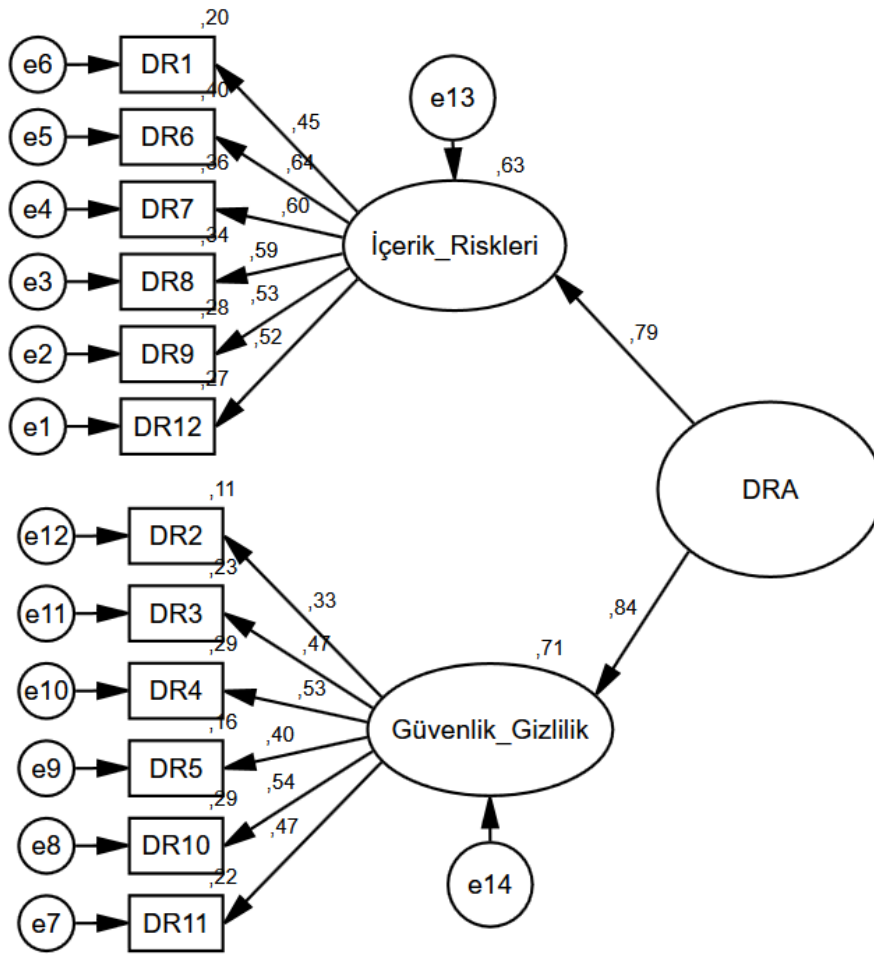 ,20
e6
DR1
,40
e5
DR6
,36
e4
DR7
,34
e3
DR8
,28
e2
DR9
,27
e1
DR12
,45
,64
,60
,59
,53
,52
e13
,63
İçerik_Riskleri
,79
DRA
,84
,11
e12
DR2
,23
e11
DR3
,29
e10
DR4
,16
e9
DR5
,29
e8
DR10
,22
e7
DR11
,33
,47
,53
,40
,54
,47
,71
Güvenlik_Gizlilik
e14